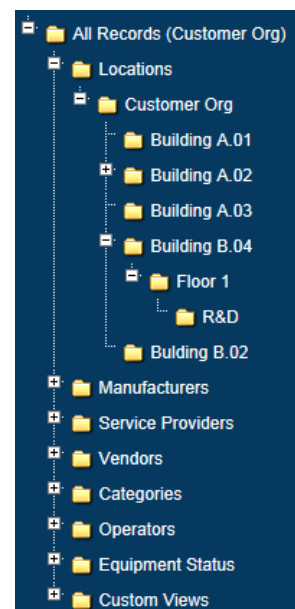 All Records (Customer Org)
Locations
Customer Org
Building A.01
Building A.02
Building A.03
Building B.04
Floor 1
R&D
Bulding B.02
Manufacturers
Service Providers
Vendors
Categories
Operators
Equipment Status
Custom Views